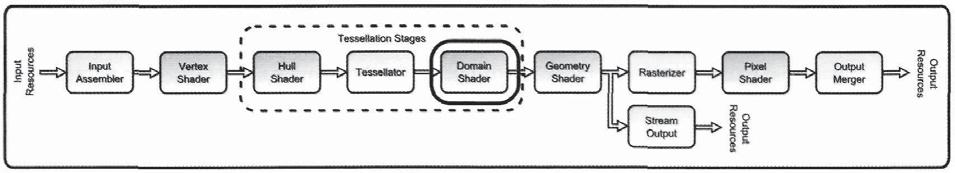 Input
Resources
Input
Assembler
Vertex
Shader
Tessellation Stages
Hull
Shader
Tessellator
Domain
Shader
Geometry
Shader
Rasterizer
Pixel
Shader
Output
Merger
Output
Resources
Stream
Output
Output
Resources